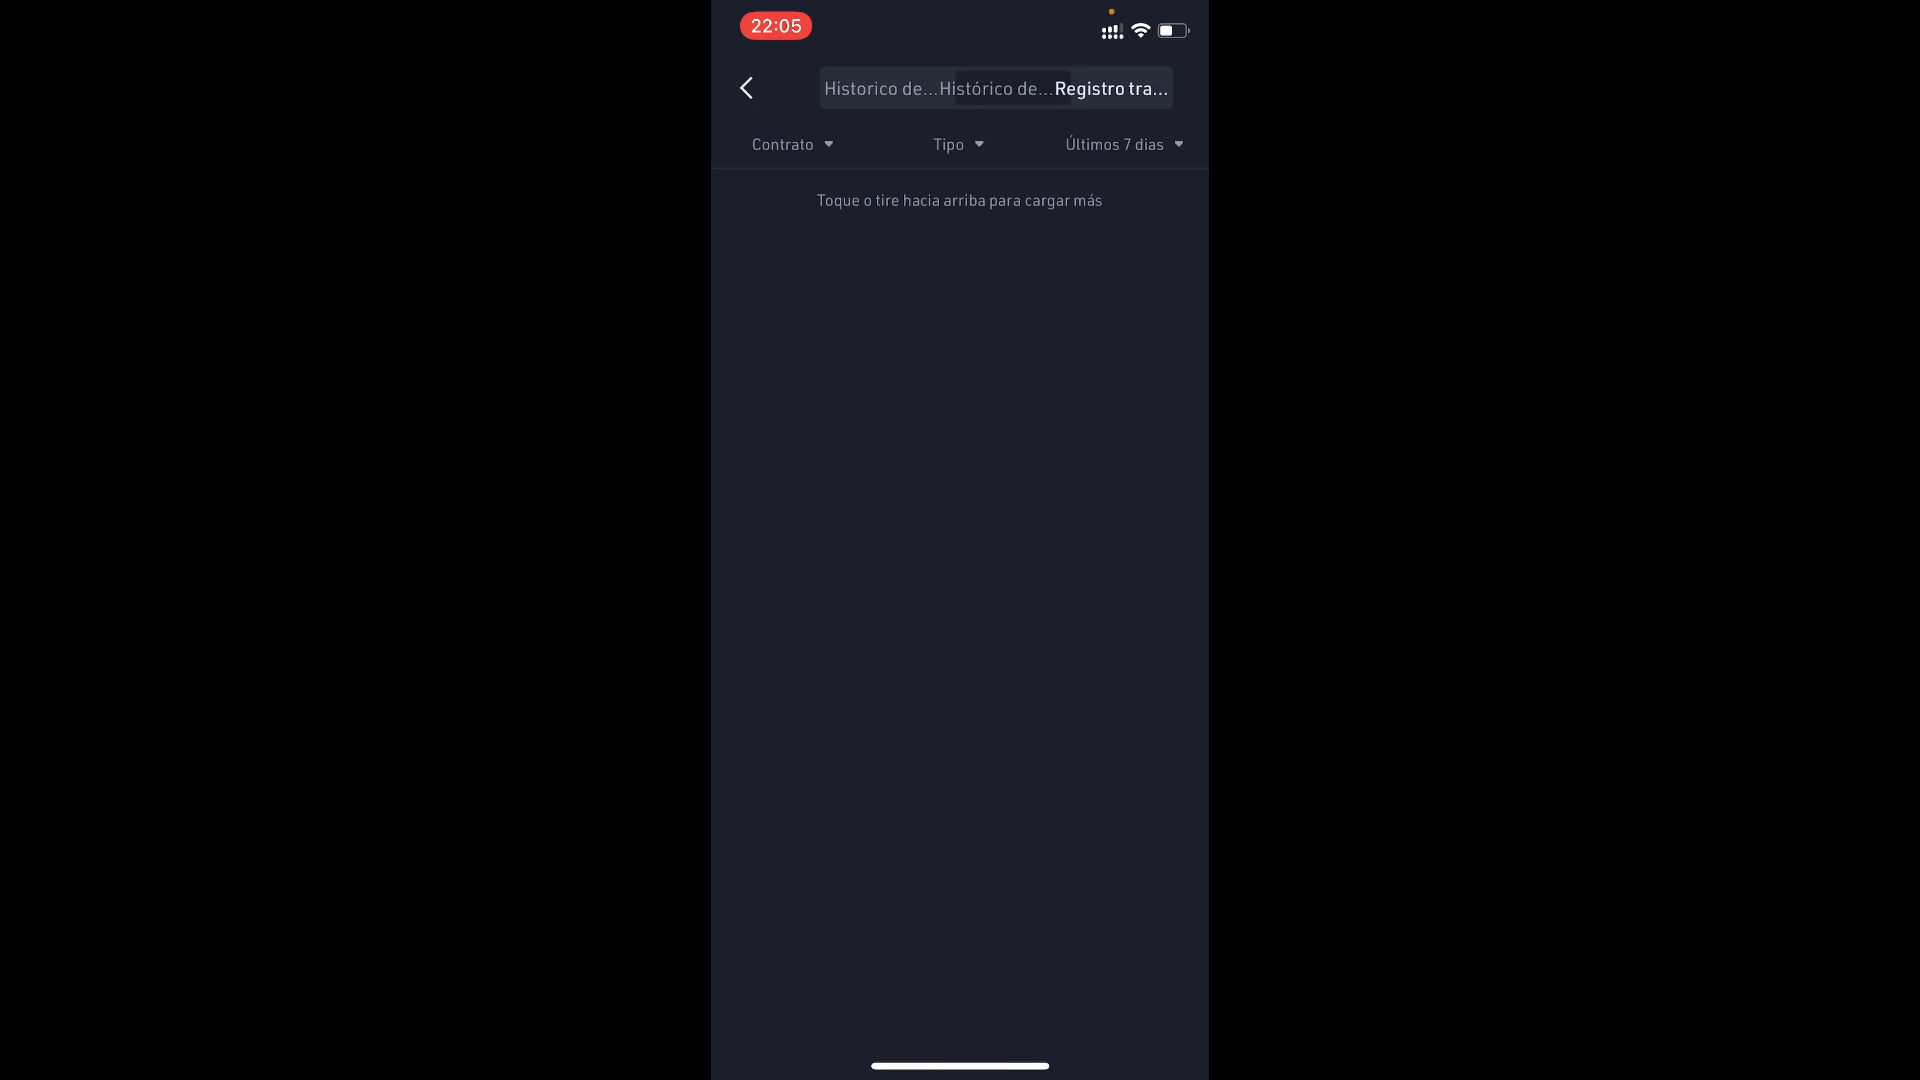 22:05
Historico de... Histórico de... Registro tra...
Contrato Tipo Últimos 7 dias
Toque o tire hacia arriba para cargar más